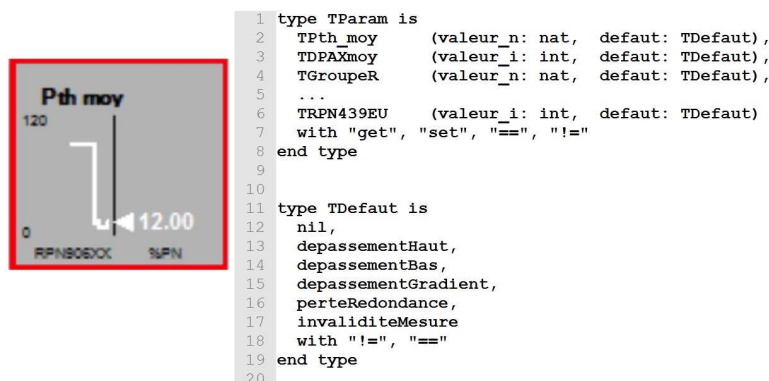 Pth moy
120
12.00
0
RPN906XX %PN
1 type TParam is
2 TPth_moy (valeur_n: nat, defaut: TDefaut),
3 TDPAXmoy (valeur_i: int, defaut: TDefaut),
4 TGroupeR (valeur_n: nat, defaut: TDefaut),
5 ...
6 TRPN439EU (valeur_i: int, defaut: TDefaut)
7 with "get", "set", "==", "!="
8 end type
9
10
11 type TDefaut is
12 nil,
13 depassementHaut,
14 depassementBas,
15 depassementGradient,
16 perteRedondance,
17 invaliditeMesure
18 with "!=", "=="
19 end type
20